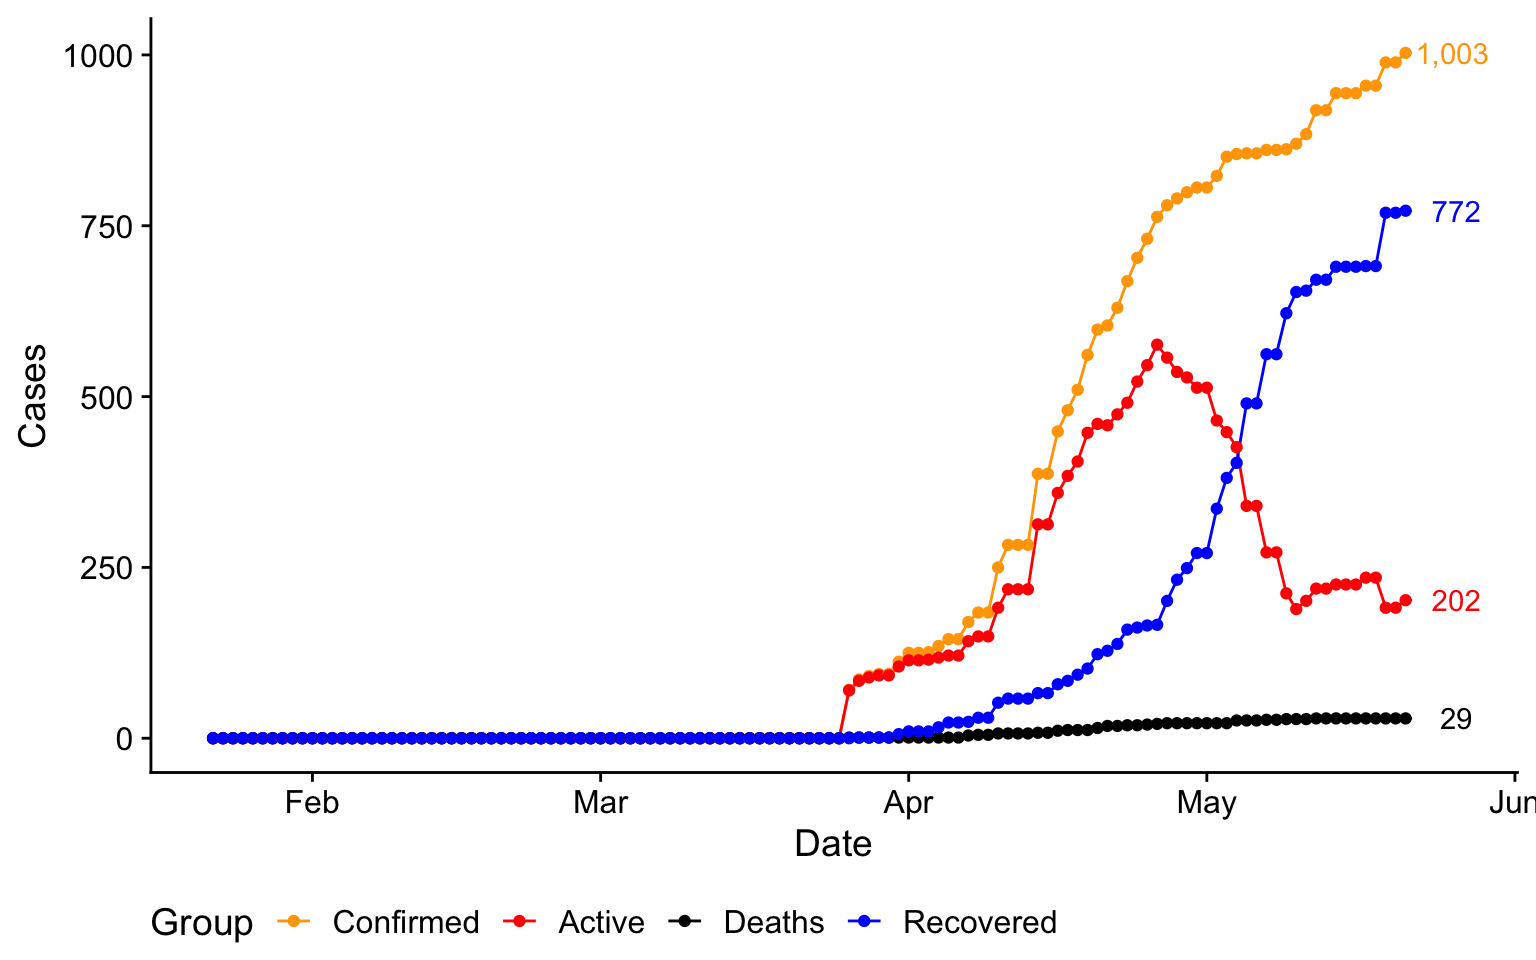 1000
750
500
250
0
Cases
1,003
772
202
29
Feb Mar Apr May Jun
Date
Group Confirmed Active Deaths Recovered